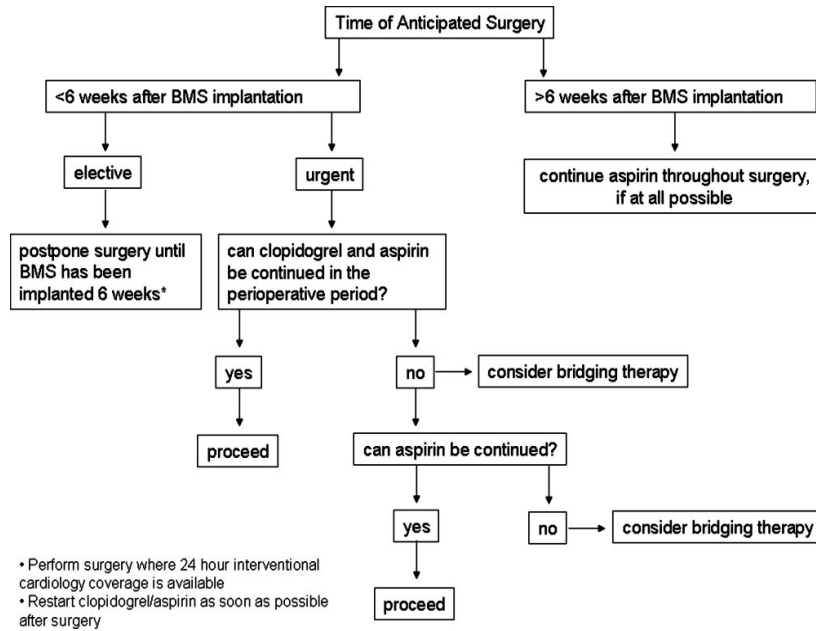 Time of Anticipated Surgery
<6 weeks after BMS implantation
>6 weeks after BMS implantation
elective
urgent
continue aspirin throughout surgery,
if at all possible
postpone surgery until
BMS has been
implanted 6 weeks*
can clopidogrel and aspirin
be continued in the
perioperative period?
yes
no
consider bridging therapy
proceed
can aspirin be continued?
yes
no
consider bridging therapy
proceed
• Perform surgery where 24 hour interventional
cardiology coverage is available
• Restart clopidogrel/aspirin as soon as possible
after surgery